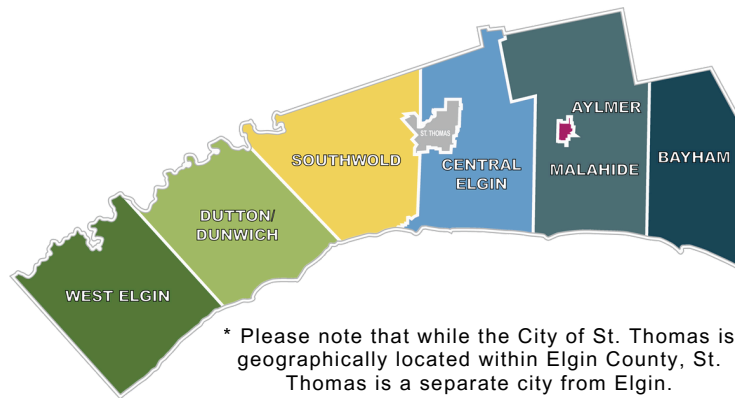 AYLMER
ST. THOMAS
SOUTHWOLD
CENTRAL
ELGIN
MALAHIDE
BAYHAM
DUTTON/
DUNWICH
WEST ELGIN
* Please note that while the City of St. Thomas is
geographically located within Elgin County, St.
Thomas is a separate city from Elgin.